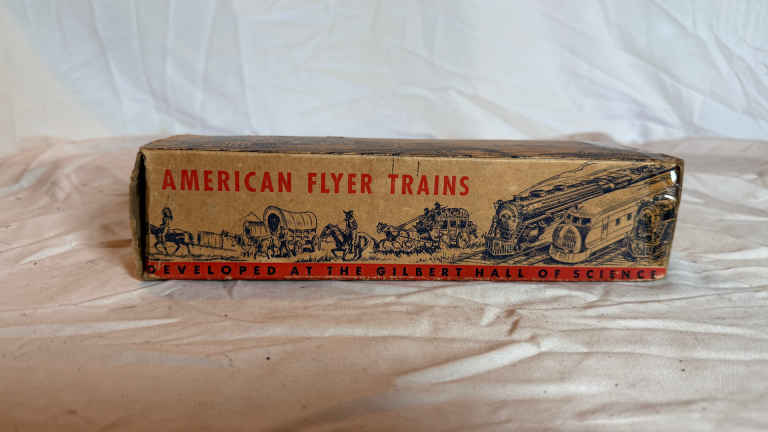 AMERICAN FLYER TRAINS
DEVELOPED AT THE GILBERT HALL OF SCIENCE